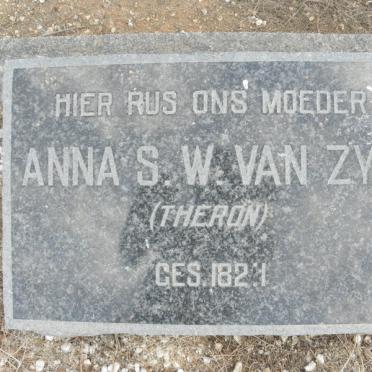 HIER RUS ONS MOEDER
ANNA S. W. VAN ZY
(THERON)
GES. 1821